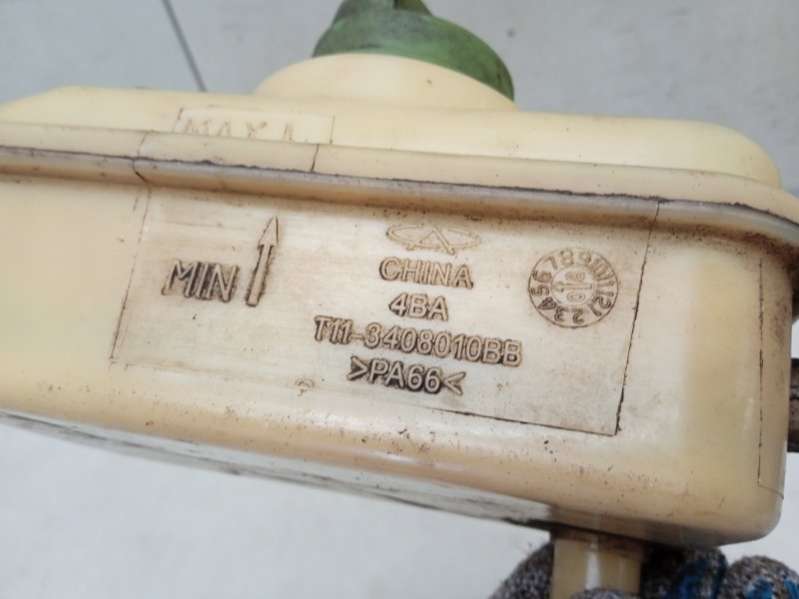 MAX
MIN
CHINA
4BA
T11-3408010BB
>PA66<